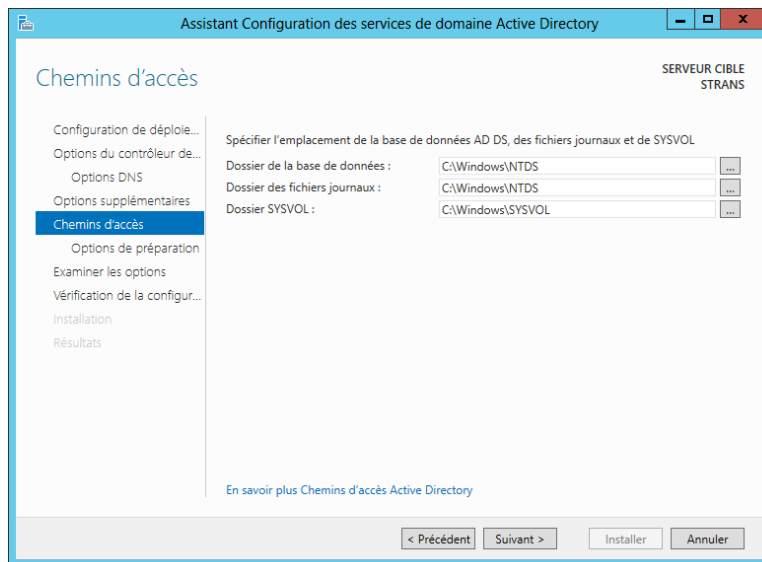 Assistant Configuration des services de domaine Active Directory
Chemins d'accès
SERVEUR CIBLE
STRANS
Configuration de déploie...
Options du contrôleur de...
Options DNS
Options supplémentaires
Chemins d'accès
Options de préparation
Examiner les options
Vérification de la configur...
Installation
Résultats
Spécifier l'emplacement de la base de données AD DS, des fichiers journaux et de SYSVOL
Dossier de la base de données : C:\Windows\NTDS ...
Dossier des fichiers journaux : C:\Windows\NTDS ...
Dossier SYSVOL : C:\Windows\SYSVOL ...
En savoir plus Chemins d'accès Active Directory
< Précédent Suivant > Installer Annuler